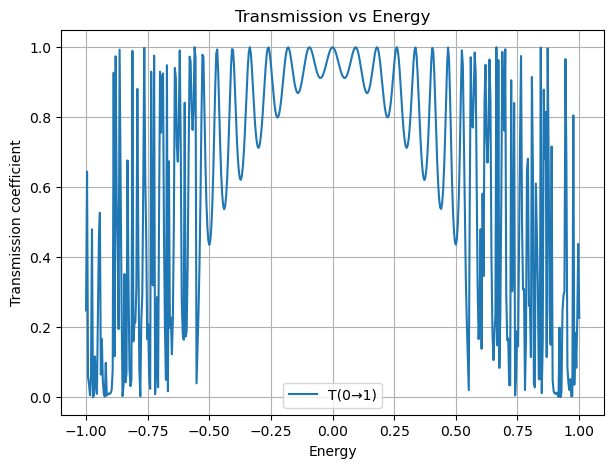 Transmission vs Energy
Transmission coefficient
1.0
0.8
0.6
0.4
0.2
0.0
T(0→1)
−1.00 −0.75 −0.50 −0.25 0.00 0.25 0.50 0.75 1.00
Energy